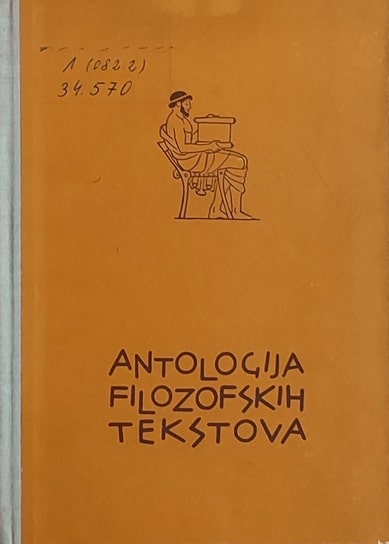 1 (082 2)
34.570
ANTOLOGIJA
FILOZOFSKIH
TEKSTOVA